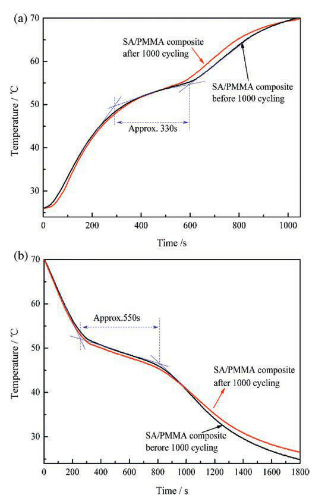 (a)
70
60
50
40
30
Temperature / °C
SA/PMMA composite
after 1000 cycling
SA/PMMA composite
before 1000 cycling
Approx. 330s
0
200
400
600
800
1000
Time /s
(b)
70
60
50
40
30
Temperature / °C
Approx.550s
SA/PMMA composite
after 1000 cycling
SA/PMMA composite
before 1000 cycling
0 200 400 600 800 1000 1200 1400 1600 1800
Time / s